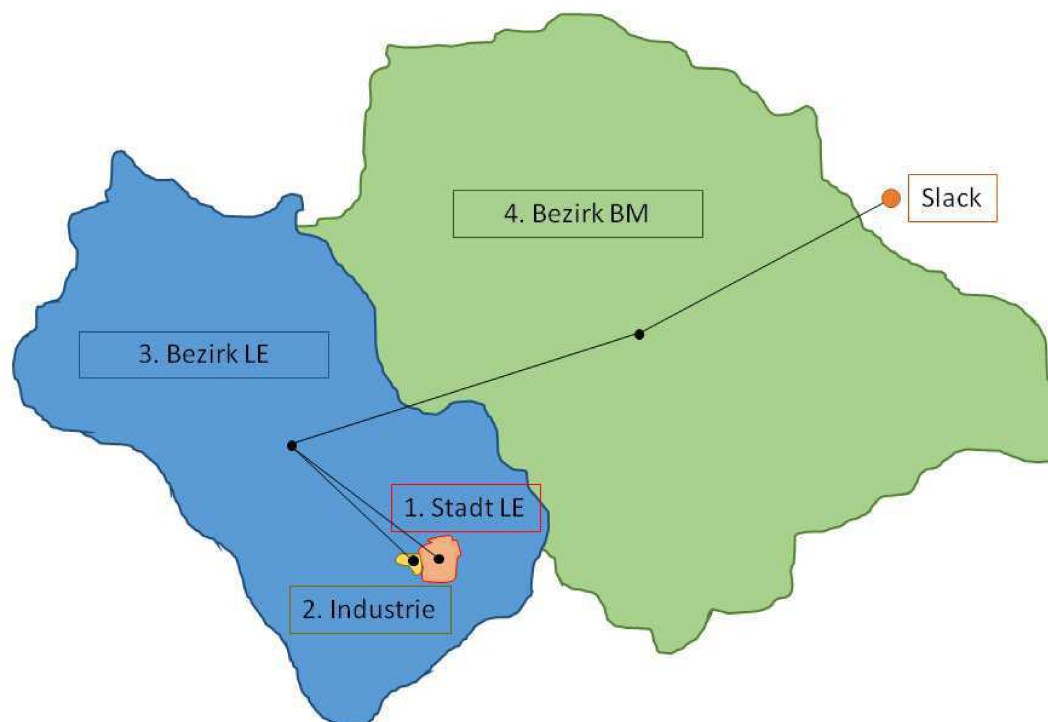 4. Bezirk BM
Slack
3. Bezirk LE
1. Stadt LE
2. Industrie